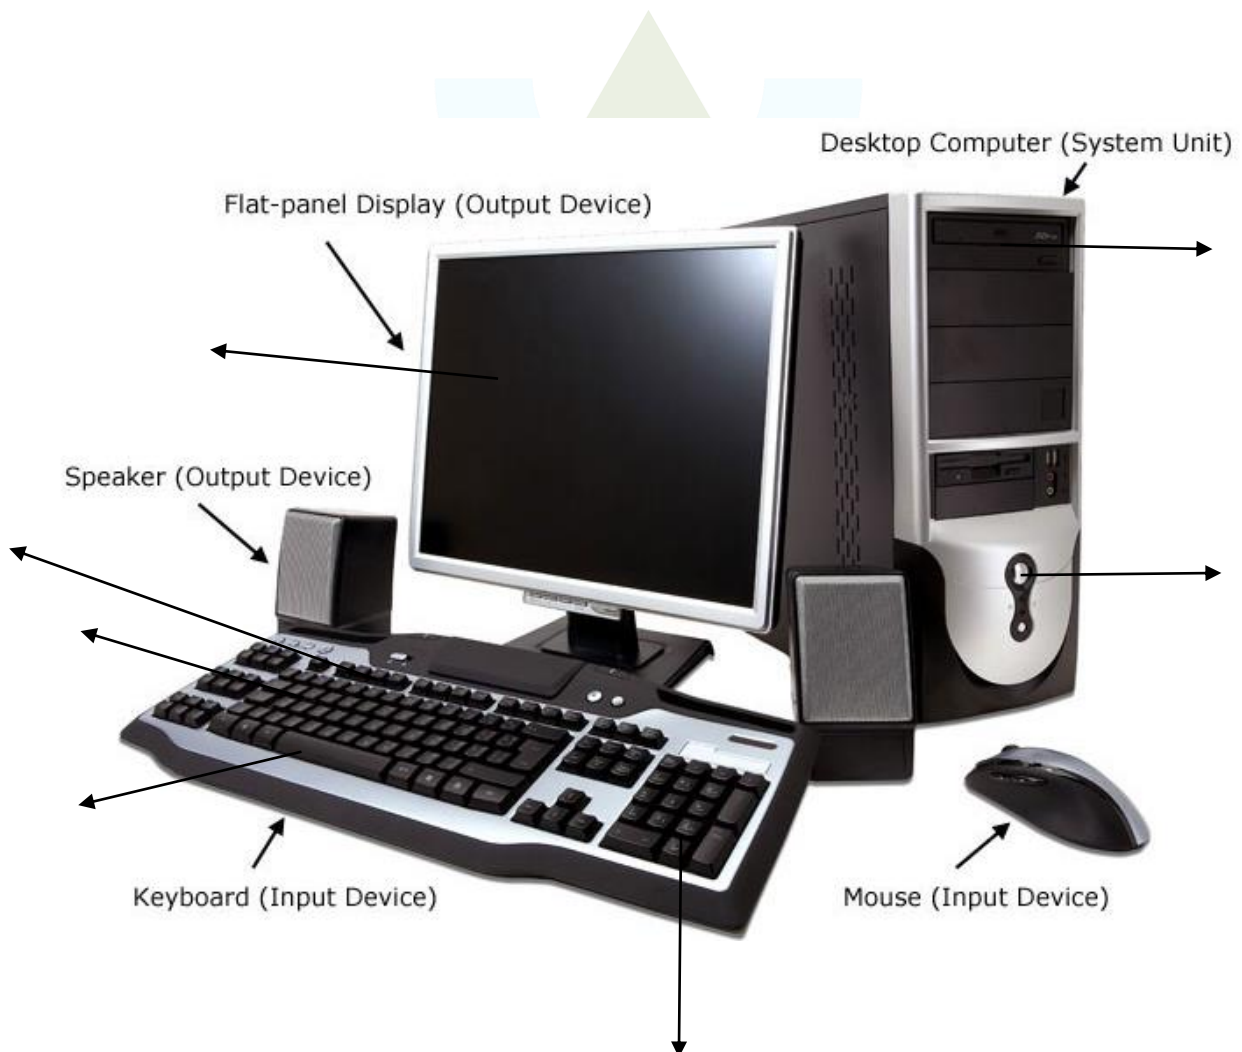 Desktop Computer (System Unit)
Flat-panel Display (Output Device)
Speaker (Output Device)
Keyboard (Input Device)
Mouse (Input Device)